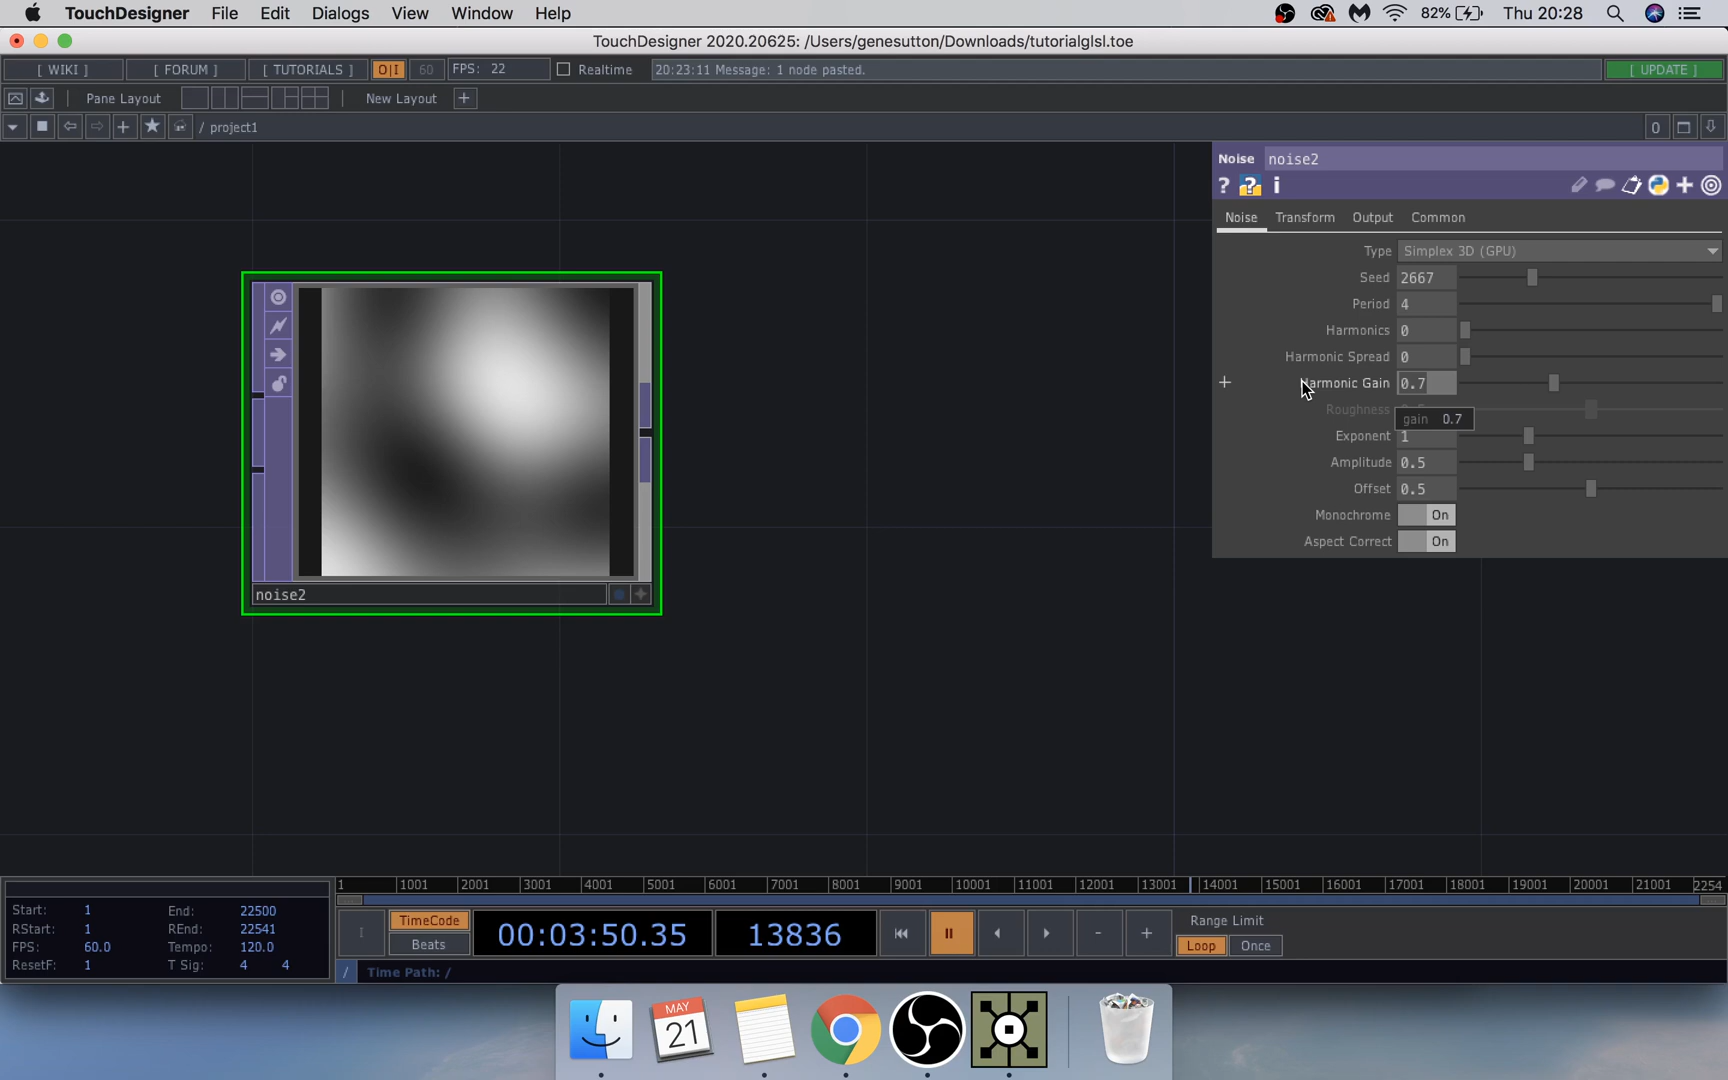 TouchDesigner File Edit Dialogs View Window Help 82% Thu 20:28
TouchDesigner 2020.20625: /Users/genesutton/Downloads/tutorialglsl.toe
[ WIKI ] [ FORUM ] [ TUTORIALS ] O|I 60 FPS: 22 Realtime 20:23:11 Message: 1 node pasted. [ UPDATE ]
Pane Layout New Layout +
/ project1 0
Noise noise2
? ? i
Noise Transform Output Common
Type Simplex 3D (GPU)
Seed 2667
Period 4
Harmonics 0
Harmonic Spread 0
+ Harmonic Gain 0.7
Roughness
gain 0.7
Exponent 1
Amplitude 0.5
Offset 0.5
Monochrome On
Aspect Correct On
noise2
1 1001 2001 3001 4001 5001 6001 7001 8001 9001 10001 11001 12001 13001 14001 15001 16001 17001 18001 19001 20001 21001 2254
Start: 1 End: 22500
RStart: 1 REnd: 22541
FPS: 60.0 Tempo: 120.0
ResetF: 1 T Sig: 4 4
I TimeCode Beats 00:03:50.35 13836 - + Range Limit
Loop Once
/ Time Path: /
MAY
21